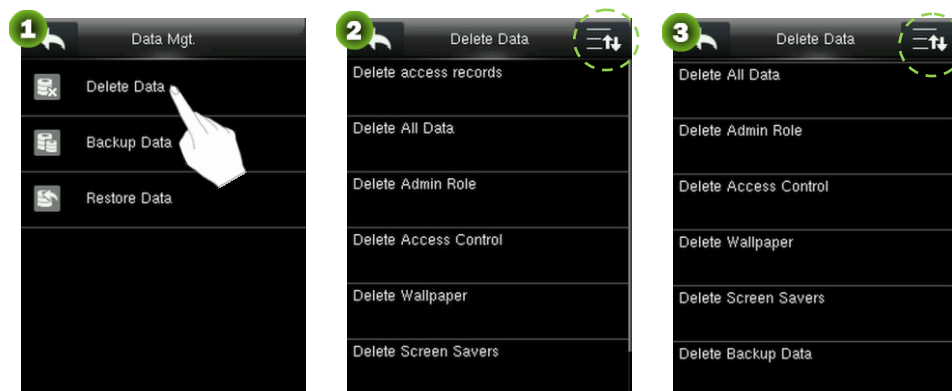 1
Data Mgt.
Delete Data
Backup Data
Restore Data
2
Delete Data
Delete access records
Delete All Data
Delete Admin Role
Delete Access Control
Delete Wallpaper
Delete Screen Savers
3
Delete Data
Delete All Data
Delete Admin Role
Delete Access Control
Delete Wallpaper
Delete Screen Savers
Delete Backup Data